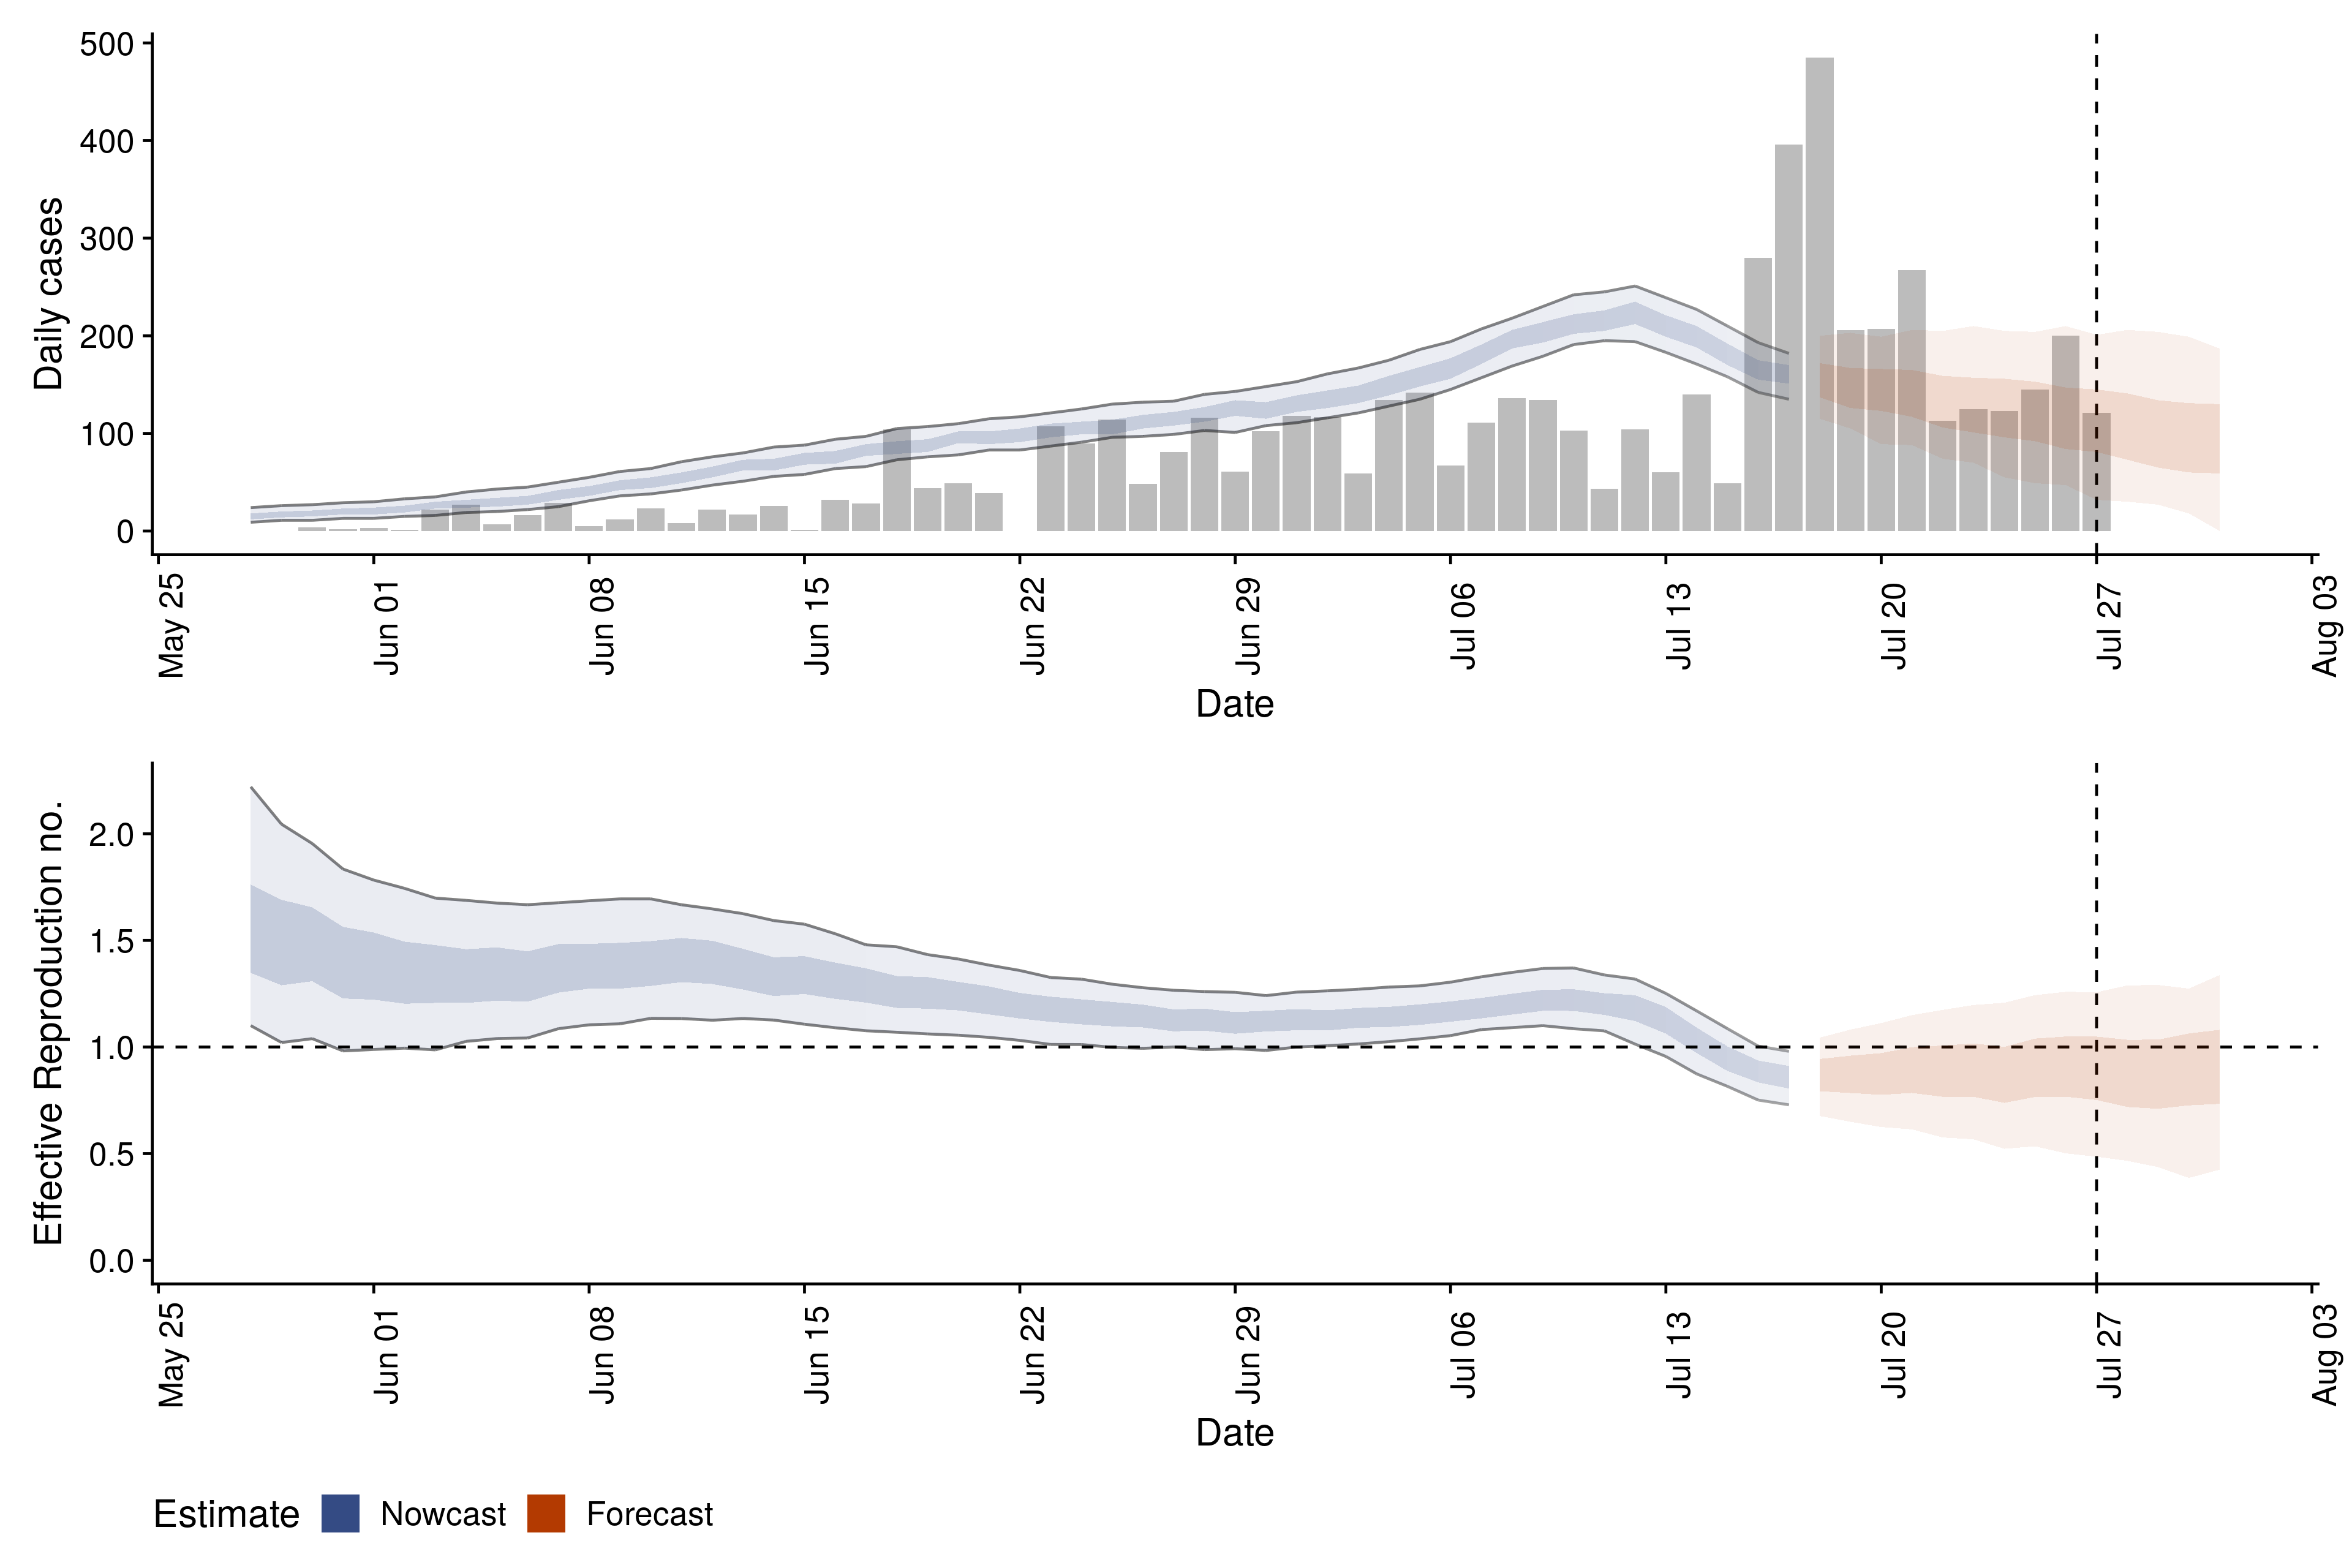 Daily cases
500
400
300
200
100
0
May 25
Jun 01
Jun 08
Jun 15
Jun 22
Jun 29
Jul 06
Jul 13
Jul 20
Jul 27
Aug 03
Date
Effective Reproduction no.
2.0
1.5
1.0
0.5
0.0
May 25
Jun 01
Jun 08
Jun 15
Jun 22
Jun 29
Jul 06
Jul 13
Jul 20
Jul 27
Aug 03
Date
Estimate Nowcast Forecast